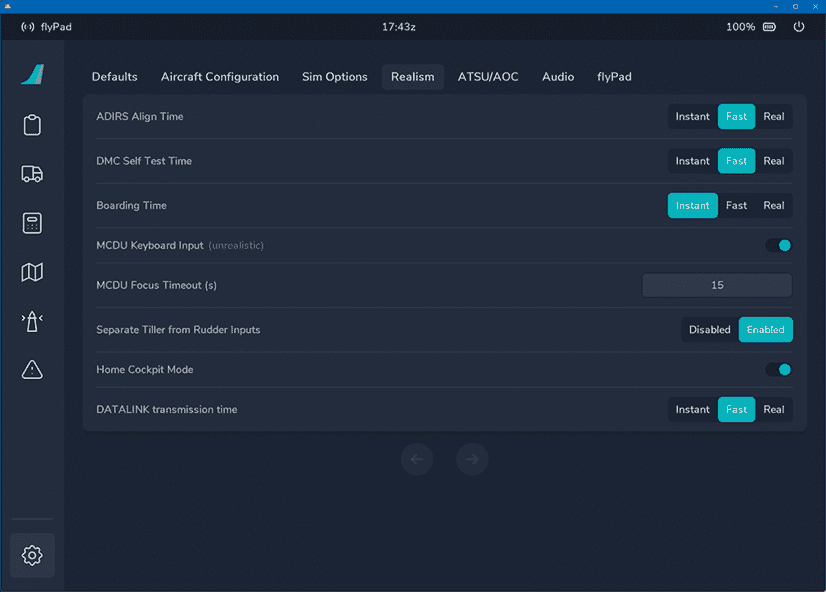 flyPad 17:43z 100%
Defaults Aircraft Configuration Sim Options Realism ATSU/AOC Audio flyPad
ADIRS Align Time Instant Fast Real
DMC Self Test Time Instant Fast Real
Boarding Time Instant Fast Real
MCDU Keyboard Input (unrealistic)
MCDU Focus Timeout (s) 15
Separate Tiller from Rudder Inputs Disabled Enabled
Home Cockpit Mode
DATALINK transmission time Instant Fast Real